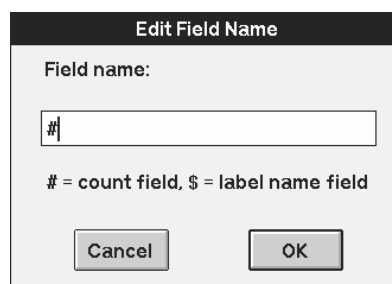 Edit Field Name
Field name:
#
# = count field, $ = label name field
Cancel OK